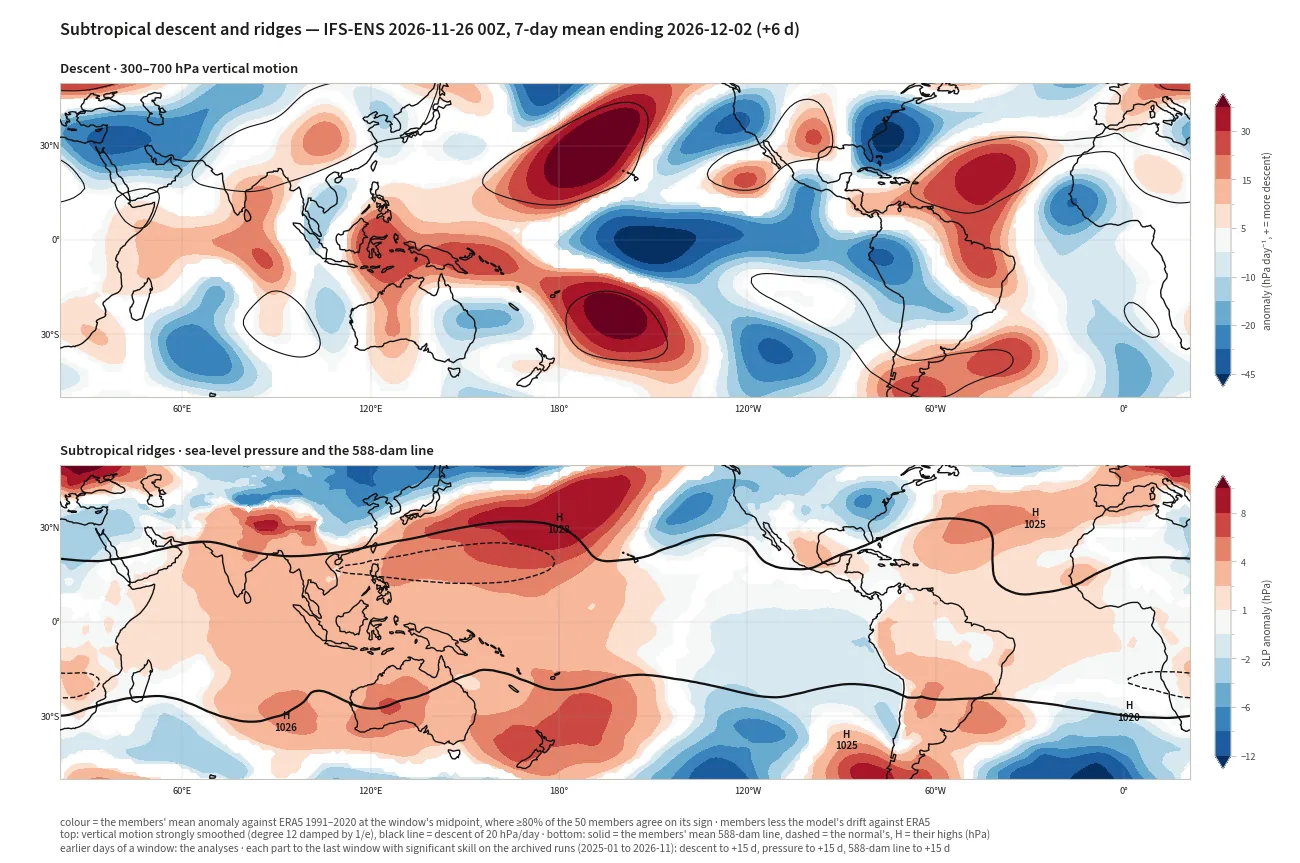 Subtropical descent and ridges — IFS-ENS 2026-11-26 00Z, 7-day mean ending 2026-12-02 (+6 d)
Descent · 300–700 hPa vertical motion
30°N
0°
30°S
60°E
120°E
180°
120°W
60°W
0°
30
15
5
−10
−20
−45
anomaly (hPa day⁻¹, + = more descent)
Subtropical ridges · sea-level pressure and the 588-dam line
30°N
0°
30°S
H
1028
H
1025
H
1026
H
1025
H
1020
60°E
120°E
180°
120°W
60°W
0°
8
4
1
−2
−6
−12
SLP anomaly (hPa)
colour = the members' mean anomaly against ERA5 1991–2020 at the window's midpoint, where ≥80% of the 50 members agree on its sign · members less the model's drift against ERA5
top: vertical motion strongly smoothed (degree 12 damped by 1/e), black line = descent of 20 hPa/day · bottom: solid = the members' mean 588-dam line, dashed = the normal's, H = their highs (hPa)
earlier days of a window: the analyses · each part to the last window with significant skill on the archived runs (2025-01 to 2026-11): descent to +15 d, pressure to +15 d, 588-dam line to +15 d